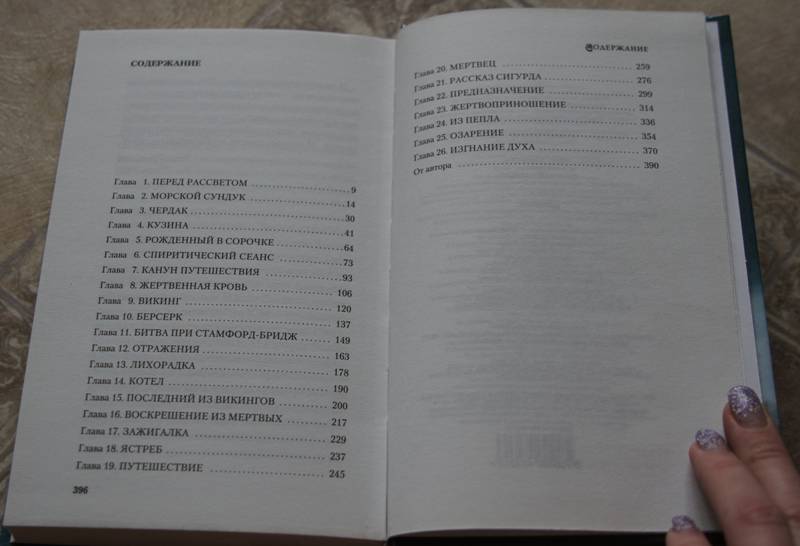 СОДЕРЖАНИЕ
Глава 1. ПЕРЕД РАССВЕТОМ 9
Глава 2. МОРСКОЙ СУНДУК 14
Глава 3. ЧЕРДАК 30
Глава 4. КУЗИНА 41
Глава 5. РОЖДЕННЫЙ В СОРОЧКЕ 64
Глава 6. СПИРИТИЧЕСКИЙ СЕАНС 73
Глава 7. КАНУН ПУТЕШЕСТВИЯ 93
Глава 8. ЖЕРТВЕННАЯ КРОВЬ 106
Глава 9. ВИКИНГ 120
Глава 10. БЕРСЕРК 137
Глава 11. БИТВА ПРИ СТАМФОРД-БРИДЖ 149
Глава 12. ОТРАЖЕНИЯ 163
Глава 13. ЛИХОРАДКА 178
Глава 14. КОТЕЛ 190
Глава 15. ПОСЛЕДНИЙ ИЗ ВИКИНГОВ 200
Глава 16. ВОСКРЕШЕНИЕ ИЗ МЕРТВЫХ 217
Глава 17. ЗАЖИГАЛКА 229
Глава 18. ЯСТРЕБ 237
Глава 19. ПУТЕШЕСТВИЕ 245
396
СОДЕРЖАНИЕ
Глава 20. МЕРТВЕЦ 259
Глава 21. РАССКАЗ СИГУРДА 276
Глава 22. ПРЕДНАЗНАЧЕНИЕ 299
Глава 23. ЖЕРТВОПРИНОШЕНИЕ 314
Глава 24. ИЗ ПЕПЛА 336
Глава 25. ОЗАРЕНИЕ 354
Глава 26. ИЗГНАНИЕ ДУХА 370
От автора 390